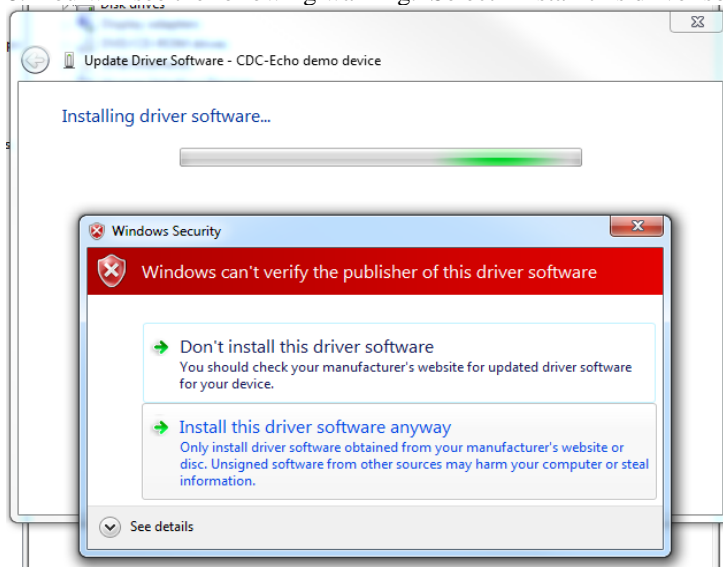 Disk drives
Update Driver Software - CDC-Echo demo device
Installing driver software...
Windows Security
Windows can't verify the publisher of this driver software
Don't install this driver software
You should check your manufacturer's website for updated driver software
for your device.
Install this driver software anyway
Only install driver software obtained from your manufacturer's website or
disc. Unsigned software from other sources may harm your computer or steal
information.
See details